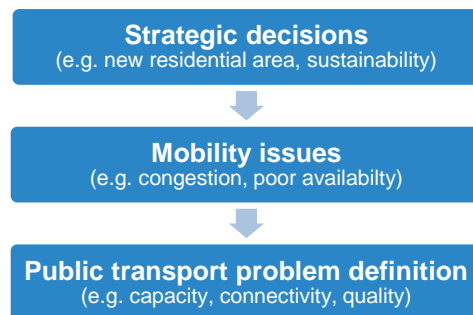 Strategic decisions
(e.g. new residential area, sustainability)
Mobility issues
(e.g. congestion, poor availabilty)
Public transport problem definition
(e.g. capacity, connectivity, quality)